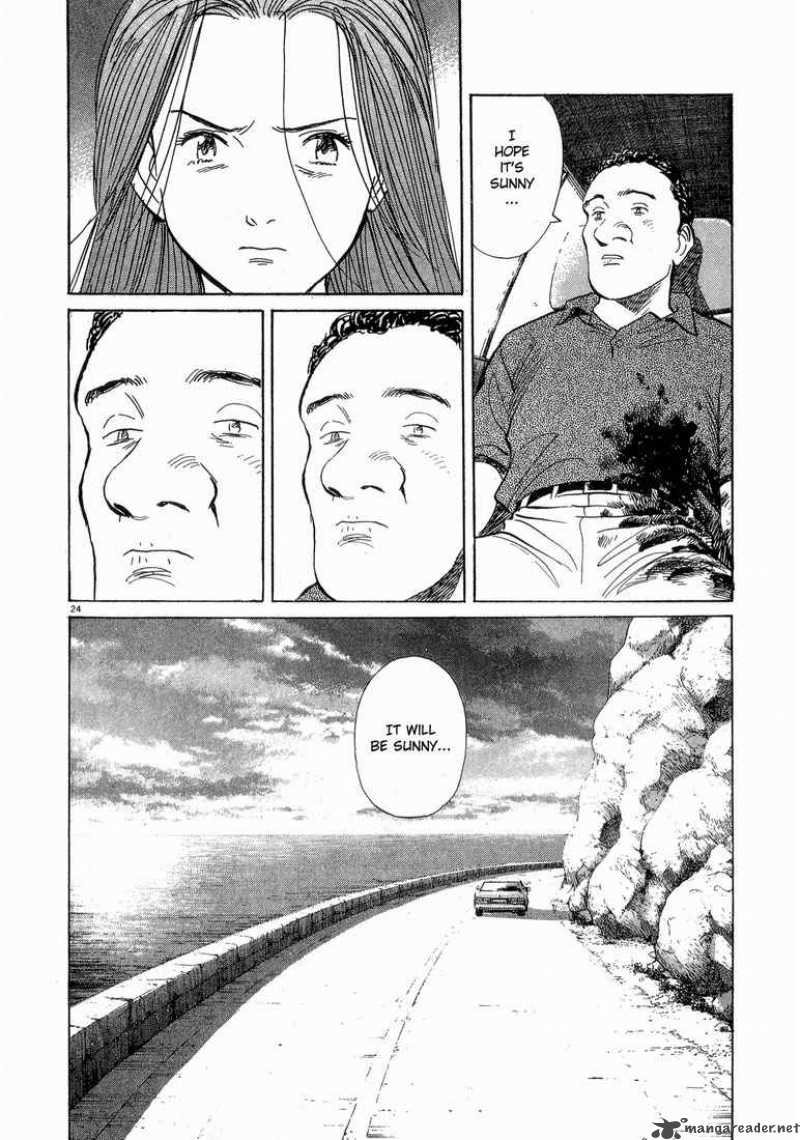 I
HOPE
IT'S
SUNNY
...
24
IT WILL
BE SUNNY...
mangareader.net